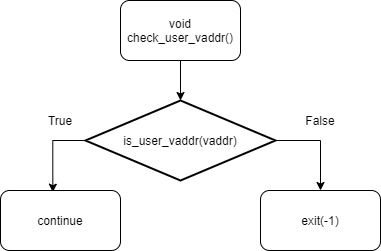 void
check_user_vaddr()
True
False
is_user_vaddr(vaddr)
continue
exit(-1)